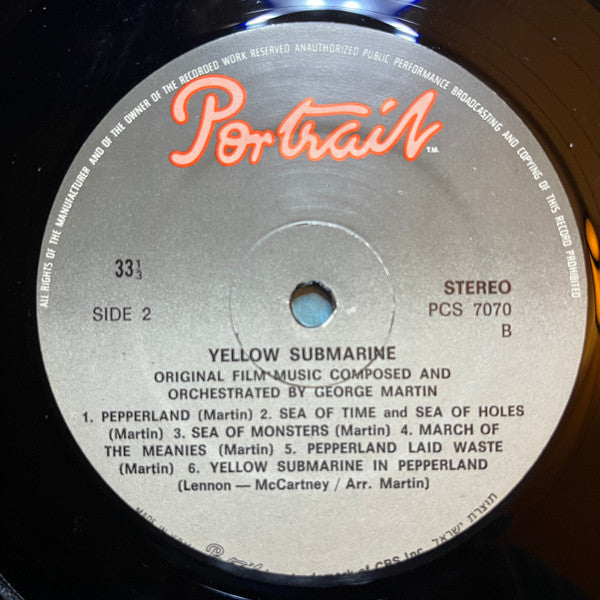 ALL RIGHTS OF THE MANUFACTURER AND OF THE OWNER OF THE RECORDED WORK RESERVED UNAUTHORIZED PUBLIC PERFORMANCE BROADCASTING AND COPYING OF THIS RECORD PROHIBITED
Portrait T.M.
33⅓
SIDE 2
STEREO
PCS 7070
B
YELLOW SUBMARINE
ORIGINAL FILM MUSIC COMPOSED AND
ORCHESTRATED BY GEORGE MARTIN
1. PEPPERLAND (Martin) 2. SEA OF TIME and SEA OF HOLES
(Martin) 3. SEA OF MONSTERS (Martin) 4. MARCH OF
THE MEANIES (Martin) 5. PEPPERLAND LAID WASTE
(Martin) 6. YELLOW SUBMARINE IN PEPPERLAND
(Lennon — McCartney / Arr. Martin)
of CBS Inc.
תוצרת ישראל